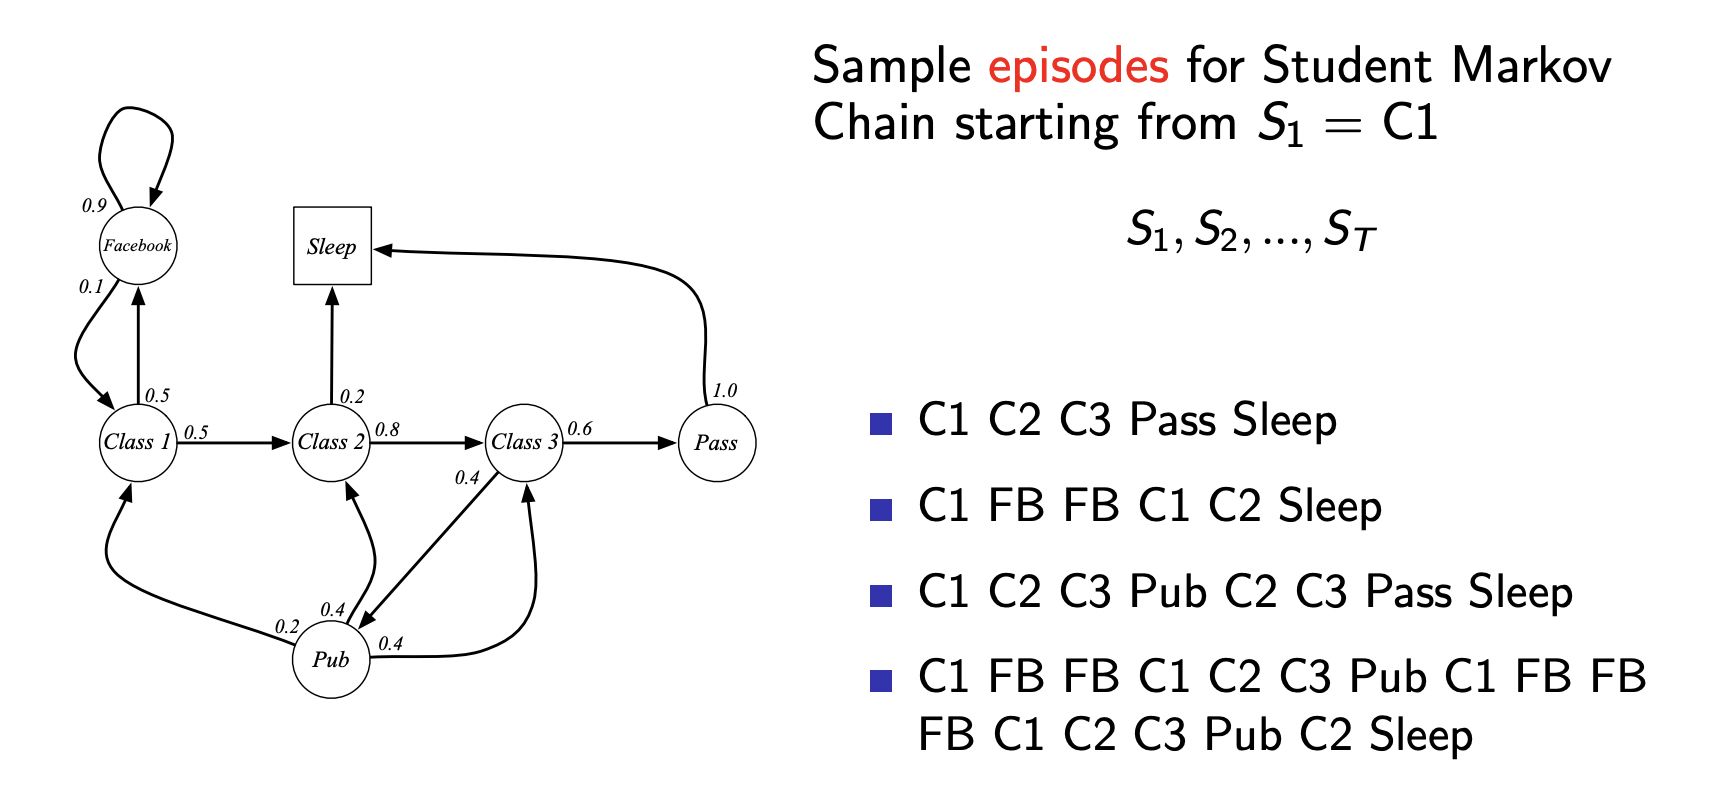 Sample episodes for Student Markov
Chain starting from S1 = C1
S1, S2, ..., ST
0.9
Facebook
0.1
Sleep
0.5
Class 1
0.5
0.2
Class 2
0.8
Class 3
0.6
0.4
1.0
Pass
0.2
0.4
0.4
Pub
C1 C2 C3 Pass Sleep
C1 FB FB C1 C2 Sleep
C1 C2 C3 Pub C2 C3 Pass Sleep
C1 FB FB C1 C2 C3 Pub C1 FB FB
FB C1 C2 C3 Pub C2 Sleep